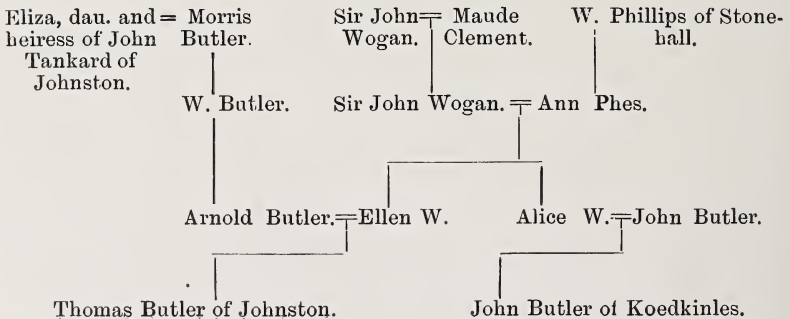 Eliza, dau. and = Morris Sir John = Maude W. Phillips of Stone-
heiress of John Butler. Wogan. Clement. hall.
Tankard of
Johnston.
W. Butler. Sir John Wogan. = Ann Phes.
Arnold Butler. = Ellen W. Alice W. = John Butler.
Thomas Butler of Johnston. John Butler of Koedkinles.